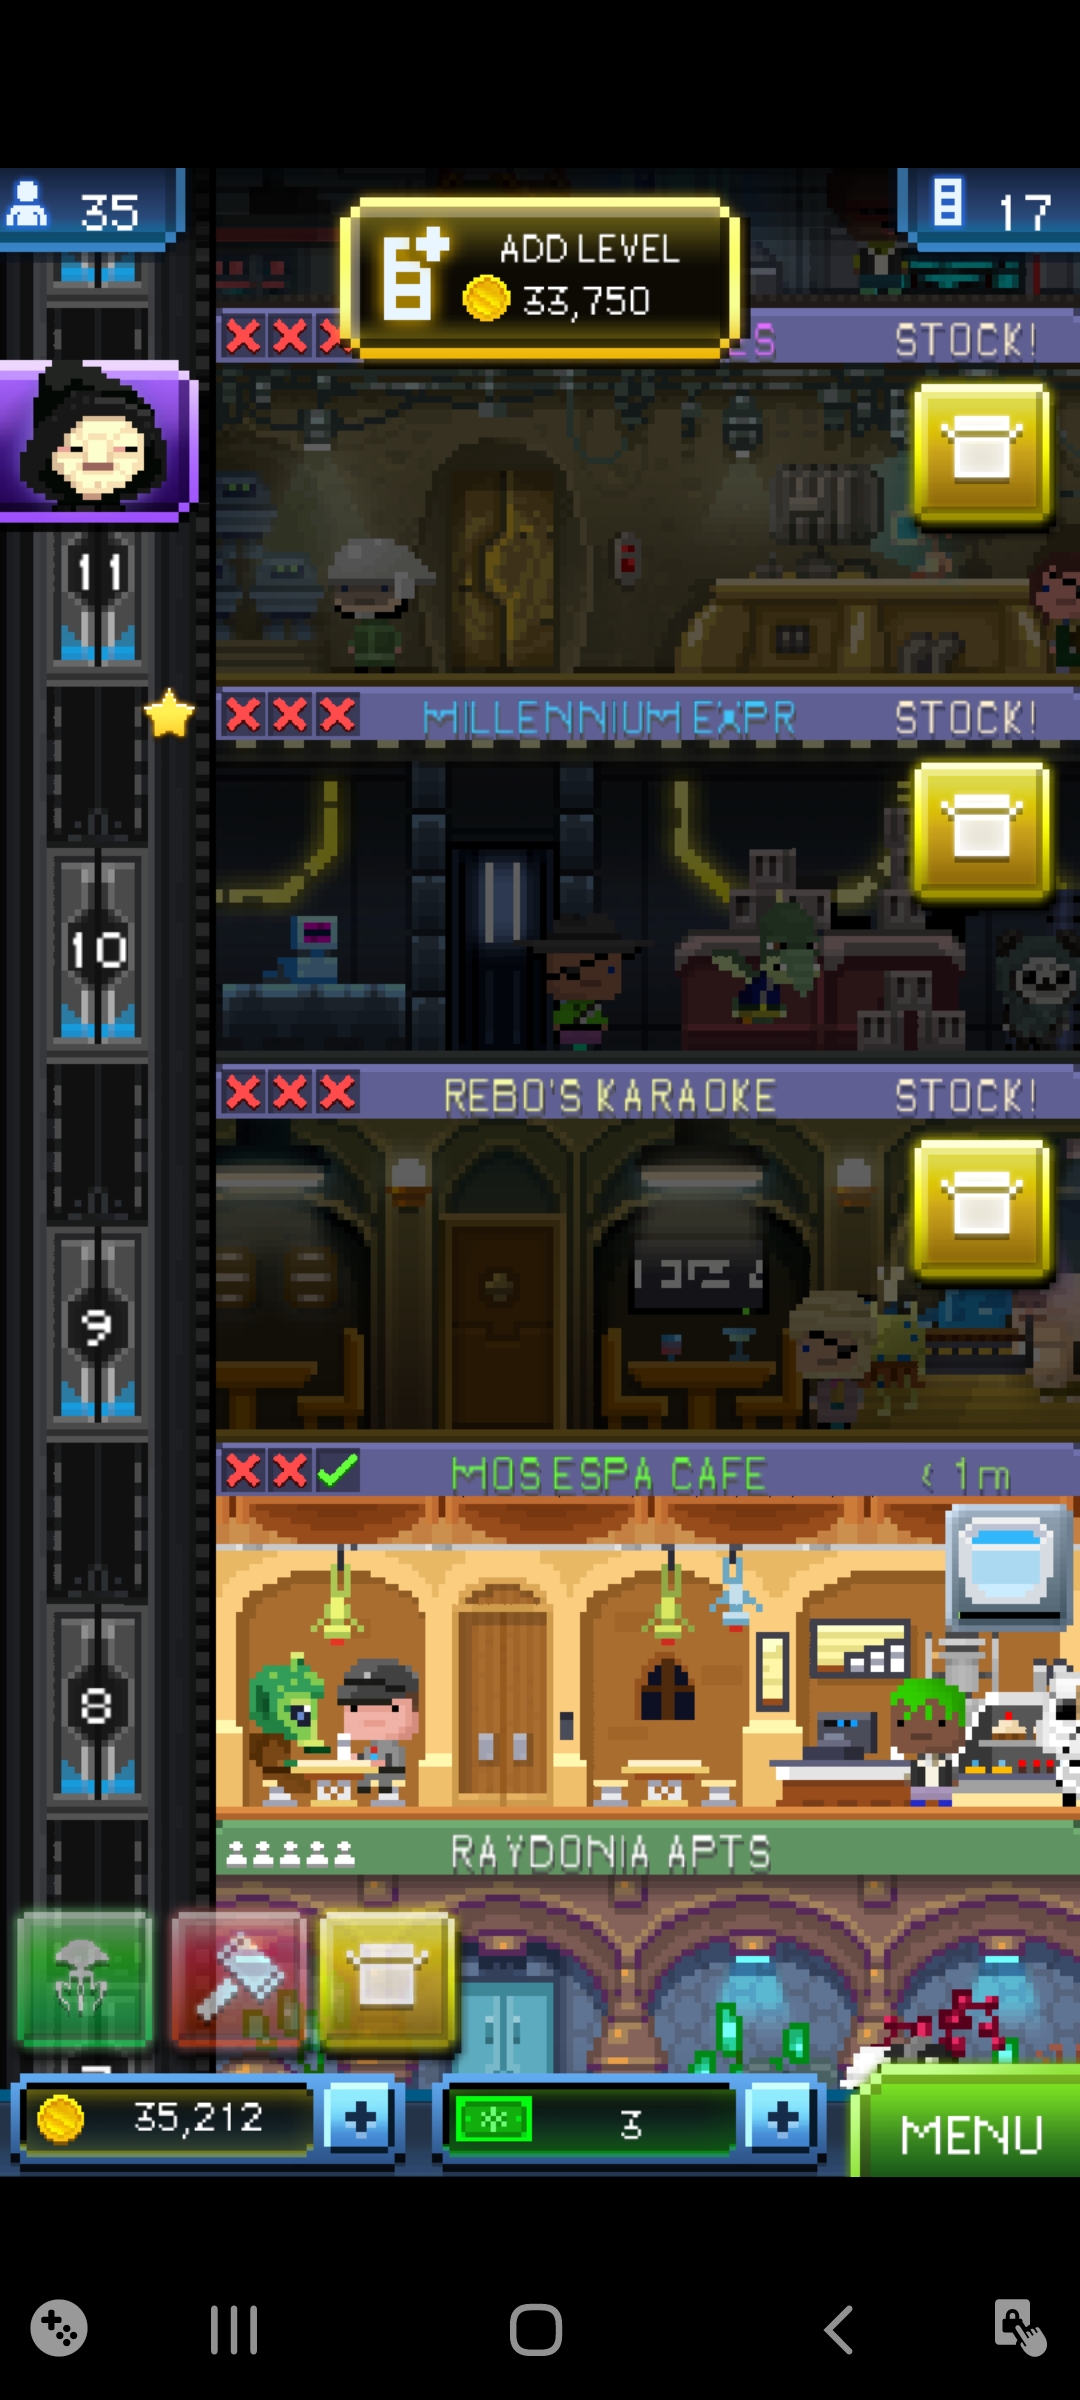 35
17
ADD LEVEL
33,750
STOCK!
11
MILLENNIUM EXPR
STOCK!
10
REBO'S KARAOKE
STOCK!
9
MOS ESPA CAFE
< 1m
8
RAYDONIA APTS
35,212
3
MENU